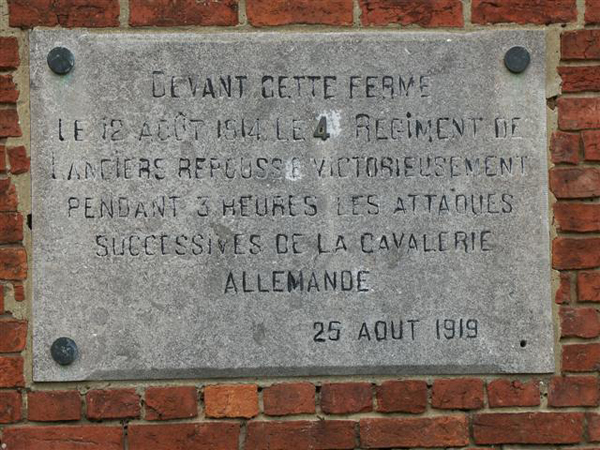 DEVANT CETTE FERME
LE 12 AOÛT 1914 LE 4 REGIMENT DE
LANCIERS REPOUSSE VICTORIEUSEMENT
PENDANT 3 HEURES LES ATTAQUES
SUCCESSIVES DE LA CAVALERIE
ALLEMANDE
25 AOUT 1919